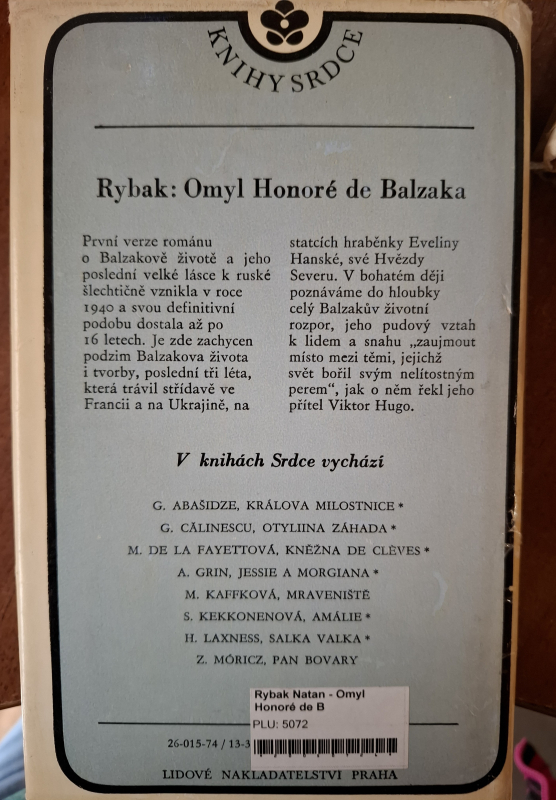 KNIHY SRDCE
Rybak: Omyl Honoré de Balzaka
První verze románu
o Balzakově životě a jeho
poslední velké lásce k ruské
šlechtičně vznikla v roce
1940 a svou definitivní
podobu dostala až po
16 letech. Je zde zachycen
podzim Balzakova života
i tvorby, poslední tři léta,
která trávil střídavě ve
Francii a na Ukrajině, na
statcích hraběnky Eveliny
Hanské, své Hvězdy
Severu. V bohatém ději
poznáváme do hloubky
celý Balzakův životní
rozpor, jeho pudový vztah
k lidem a snahu „zaujmout
místo mezi těmi, jejichž
svět bořil svým nelítostným
perem“, jak o něm řekl jeho
přítel Viktor Hugo.
V knihách Srdce vychází
G. ABAŠIDZE, KRÁLOVA MILOSTNICE *
G. CĂLINESCU, OTYLIINA ZÁHADA *
M. DE LA FAYETTOVÁ, KNĚŽNA DE CLÈVES *
A. GRIN, JESSIE A MORGIANA *
M. KAFFKOVÁ, MRAVENIŠTĚ
S. KEKKONENOVÁ, AMÁLIE *
H. LAXNESS, SALKA VALKA *
Z. MÓRICZ, PAN BOVARY
Rybak Natan - Omyl
Honoré de B
PLU: 5072
26-015-74 / 13-3
LIDOVÉ NAKLADATELSTVÍ PRAHA